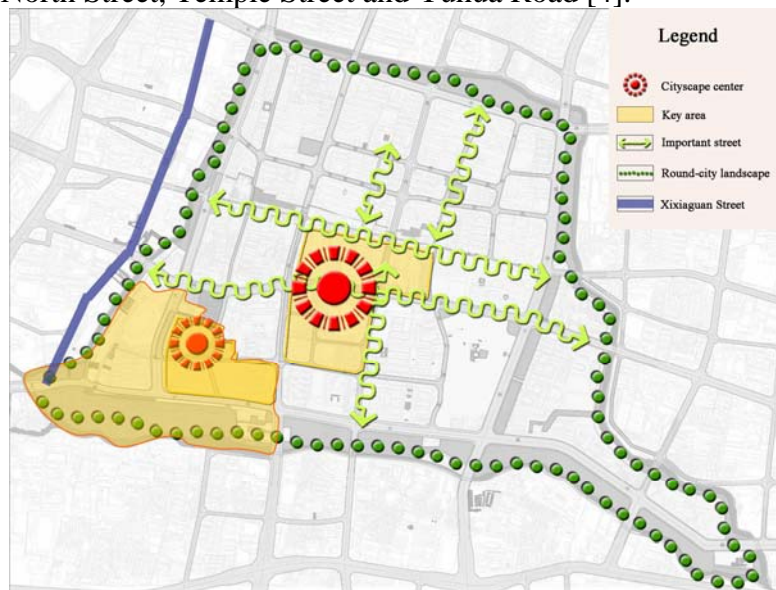 North Street, Temple Street and Yuhua Road [4].
Legend
Cityscape center
Key area
Important street
Round-city landscape
Xixiaguan Street